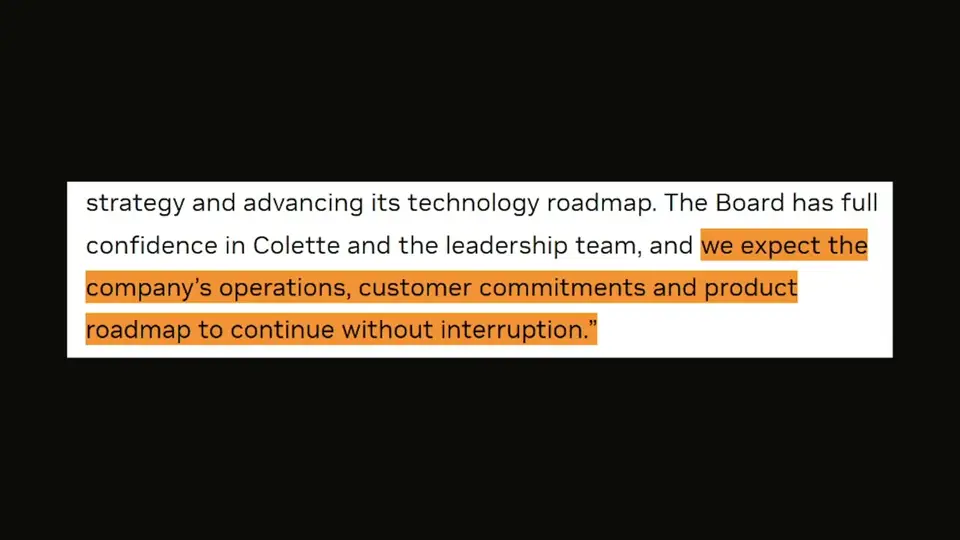 strategy and advancing its technology roadmap. The Board has full
confidence in Colette and the leadership team, and we expect the
company’s operations, customer commitments and product
roadmap to continue without interruption.”